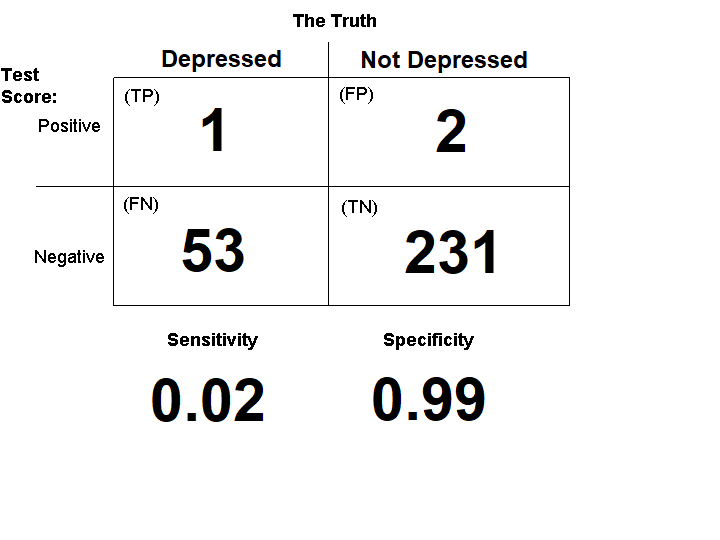 The Truth
Depressed
Not Depressed
Test
Score:
(TP)
(FP)
Positive
1
2
(FN)
(TN)
Negative
53
231
Sensitivity
Specificity
0.02
0.99